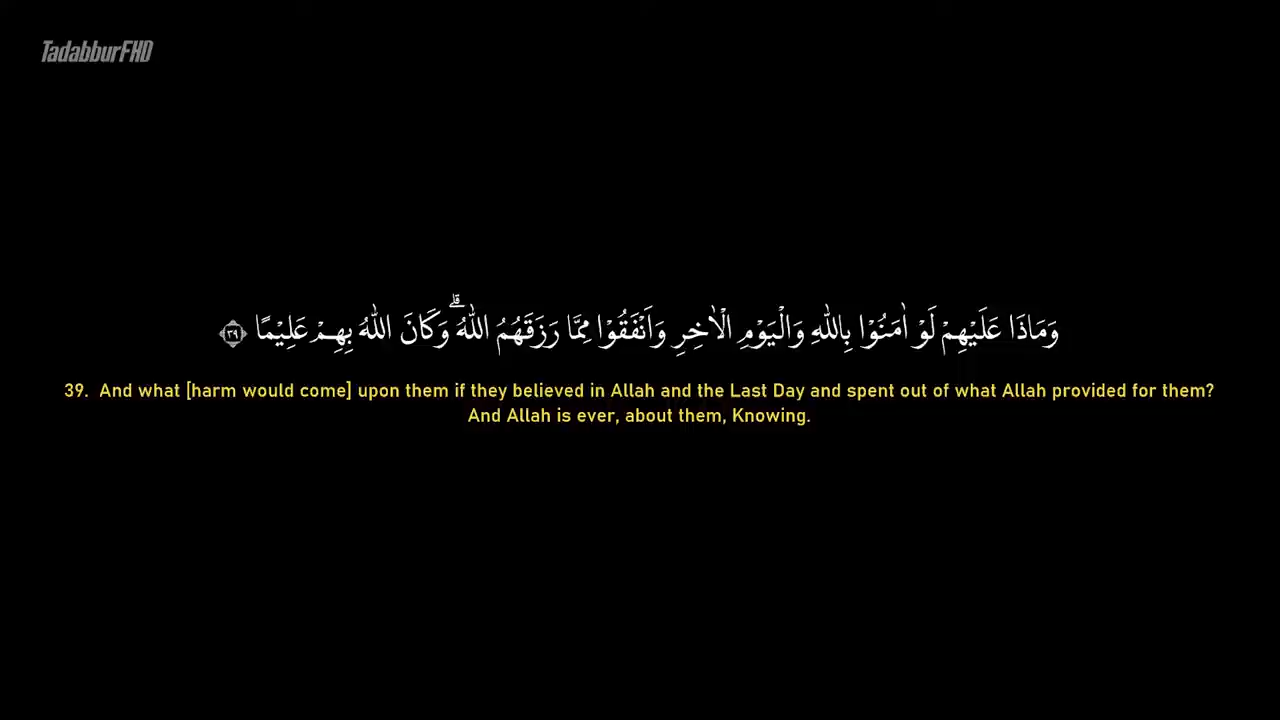 TadabburFHD
وَمَاذَا عَلَيْهِمْ لَوْ اٰمَنُوْا بِاللّٰهِ وَالْيَوْمِ الْاٰخِرِ وَاَنْفَقُوْا مِمَّا رَزَقَهُمُ اللّٰهُ ۗوَكَانَ اللّٰهُ بِهِمْ عَلِيْمًا ٣٩
39. And what [harm would come] upon them if they believed in Allah and the Last Day and spent out of what Allah provided for them?
And Allah is ever, about them, Knowing.